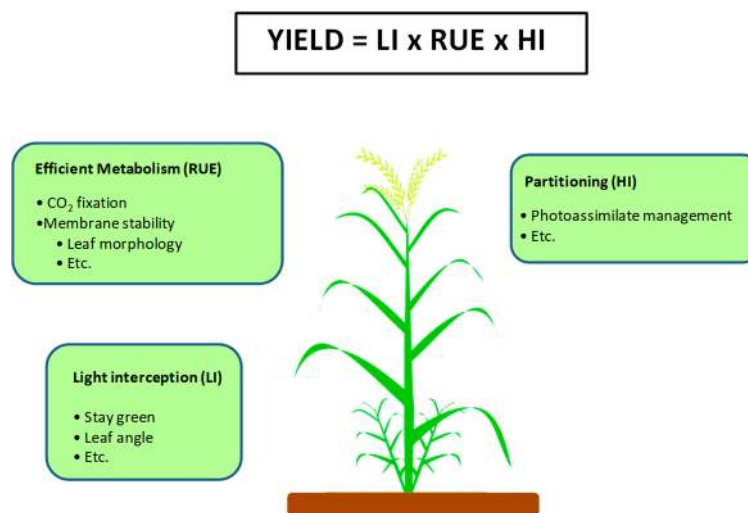 YIELD = LI x RUE x HI
Efficient Metabolism (RUE)
• CO₂ fixation
•Membrane stability
• Leaf morphology
• Etc.
Partitioning (HI)
• Photoassimilate management
• Etc.
Light interception (LI)
• Stay green
• Leaf angle
• Etc.